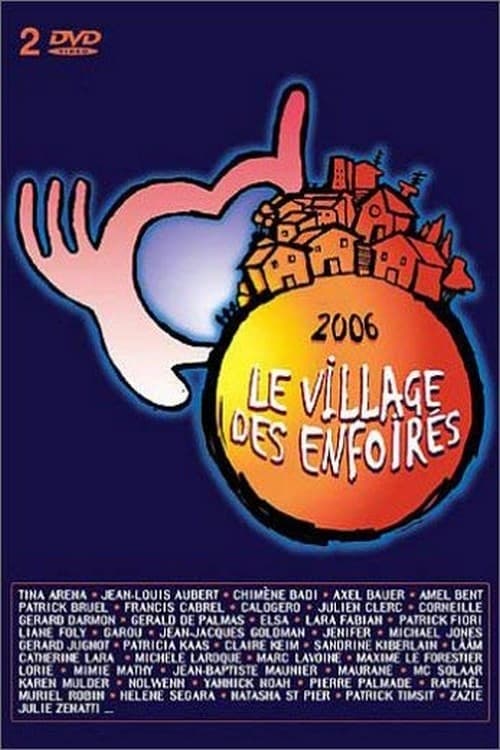 2 DVD
VIDEO
2006
LE VILLAGE
DES ENFOIRÉS
TINA ARENA • JEAN-LOUIS AUBERT • CHIMÈNE BADI • AXEL BAUER • AMEL BENT
PATRICK BRUEL • FRANCIS CABREL • CALOGERO • JULIEN CLERC • CORNEILLE
GERARD DARMON • GERALD DE PALMAS • ELSA • LARA FABIAN • PATRICK FIORI
LIANE FOLY • GAROU • JEAN-JACQUES GOLDMAN • JENIFER • MICHAEL JONES
GERARD JUGNOT • PATRICIA KAAS • CLAIRE KEIM • SANDRINE KIBERLAIN • LÂÂM
CATHERINE LARA • MICHÈLE LAROQUE • MARC LAVOINE • MAXIME LE FORESTIER
LORIE • MIMIE MATHY • JEAN-BAPTISTE MAUNIER • MAURANE • MC SOLAAR
KAREN MULDER • NOLWENN • YANNICK NOAH • PIERRE PALMADE • RAPHAËL
MURIEL ROBIN • HELENE SEGARA • NATASHA ST PIER • PATRICK TIMSIT • ZAZIE
JULIE ZENATTI ...